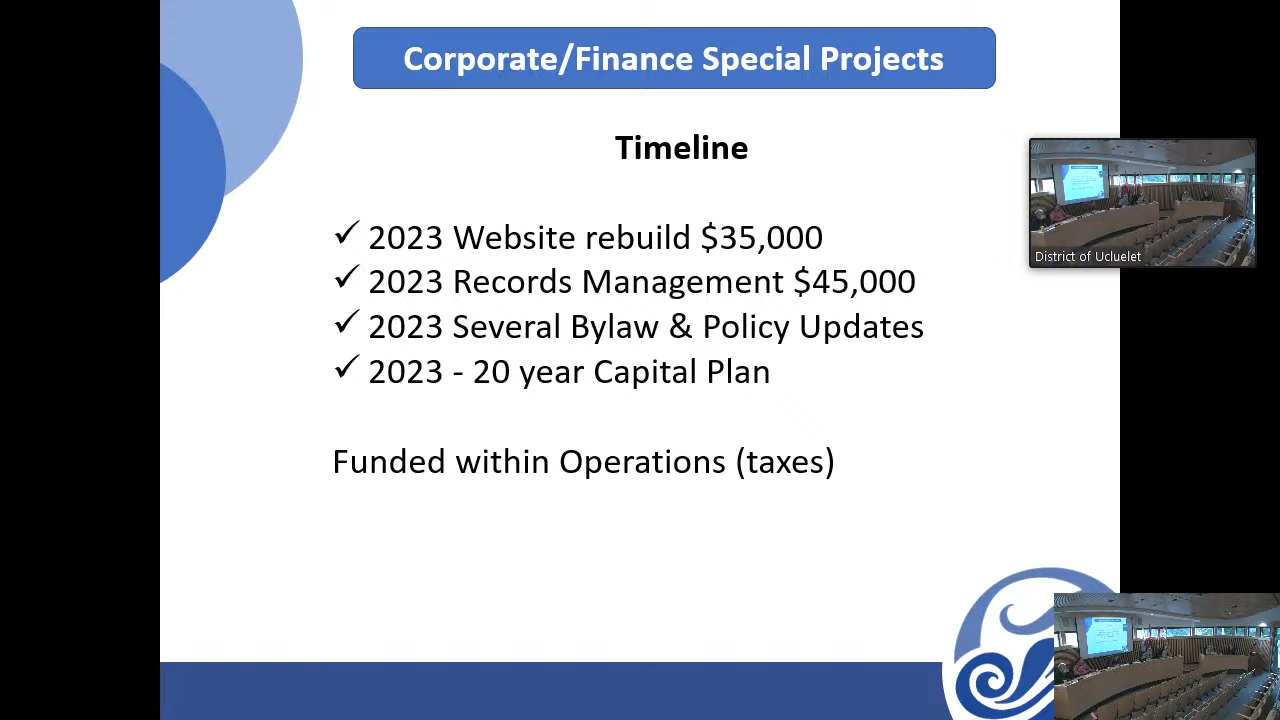 Corporate/Finance Special Projects
Timeline
✓ 2023 Website rebuild $35,000
✓ 2023 Records Management $45,000
✓ 2023 Several Bylaw & Policy Updates
✓ 2023 - 20 year Capital Plan
Funded within Operations (taxes)
District of Ucluelet